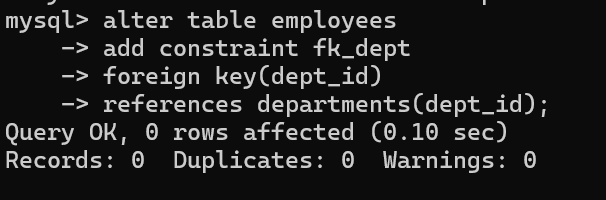 mysql> alter table employees
    -> add constraint fk_dept
    -> foreign key(dept_id)
    -> references departments(dept_id);
Query OK, 0 rows affected (0.10 sec)
Records: 0  Duplicates: 0  Warnings: 0